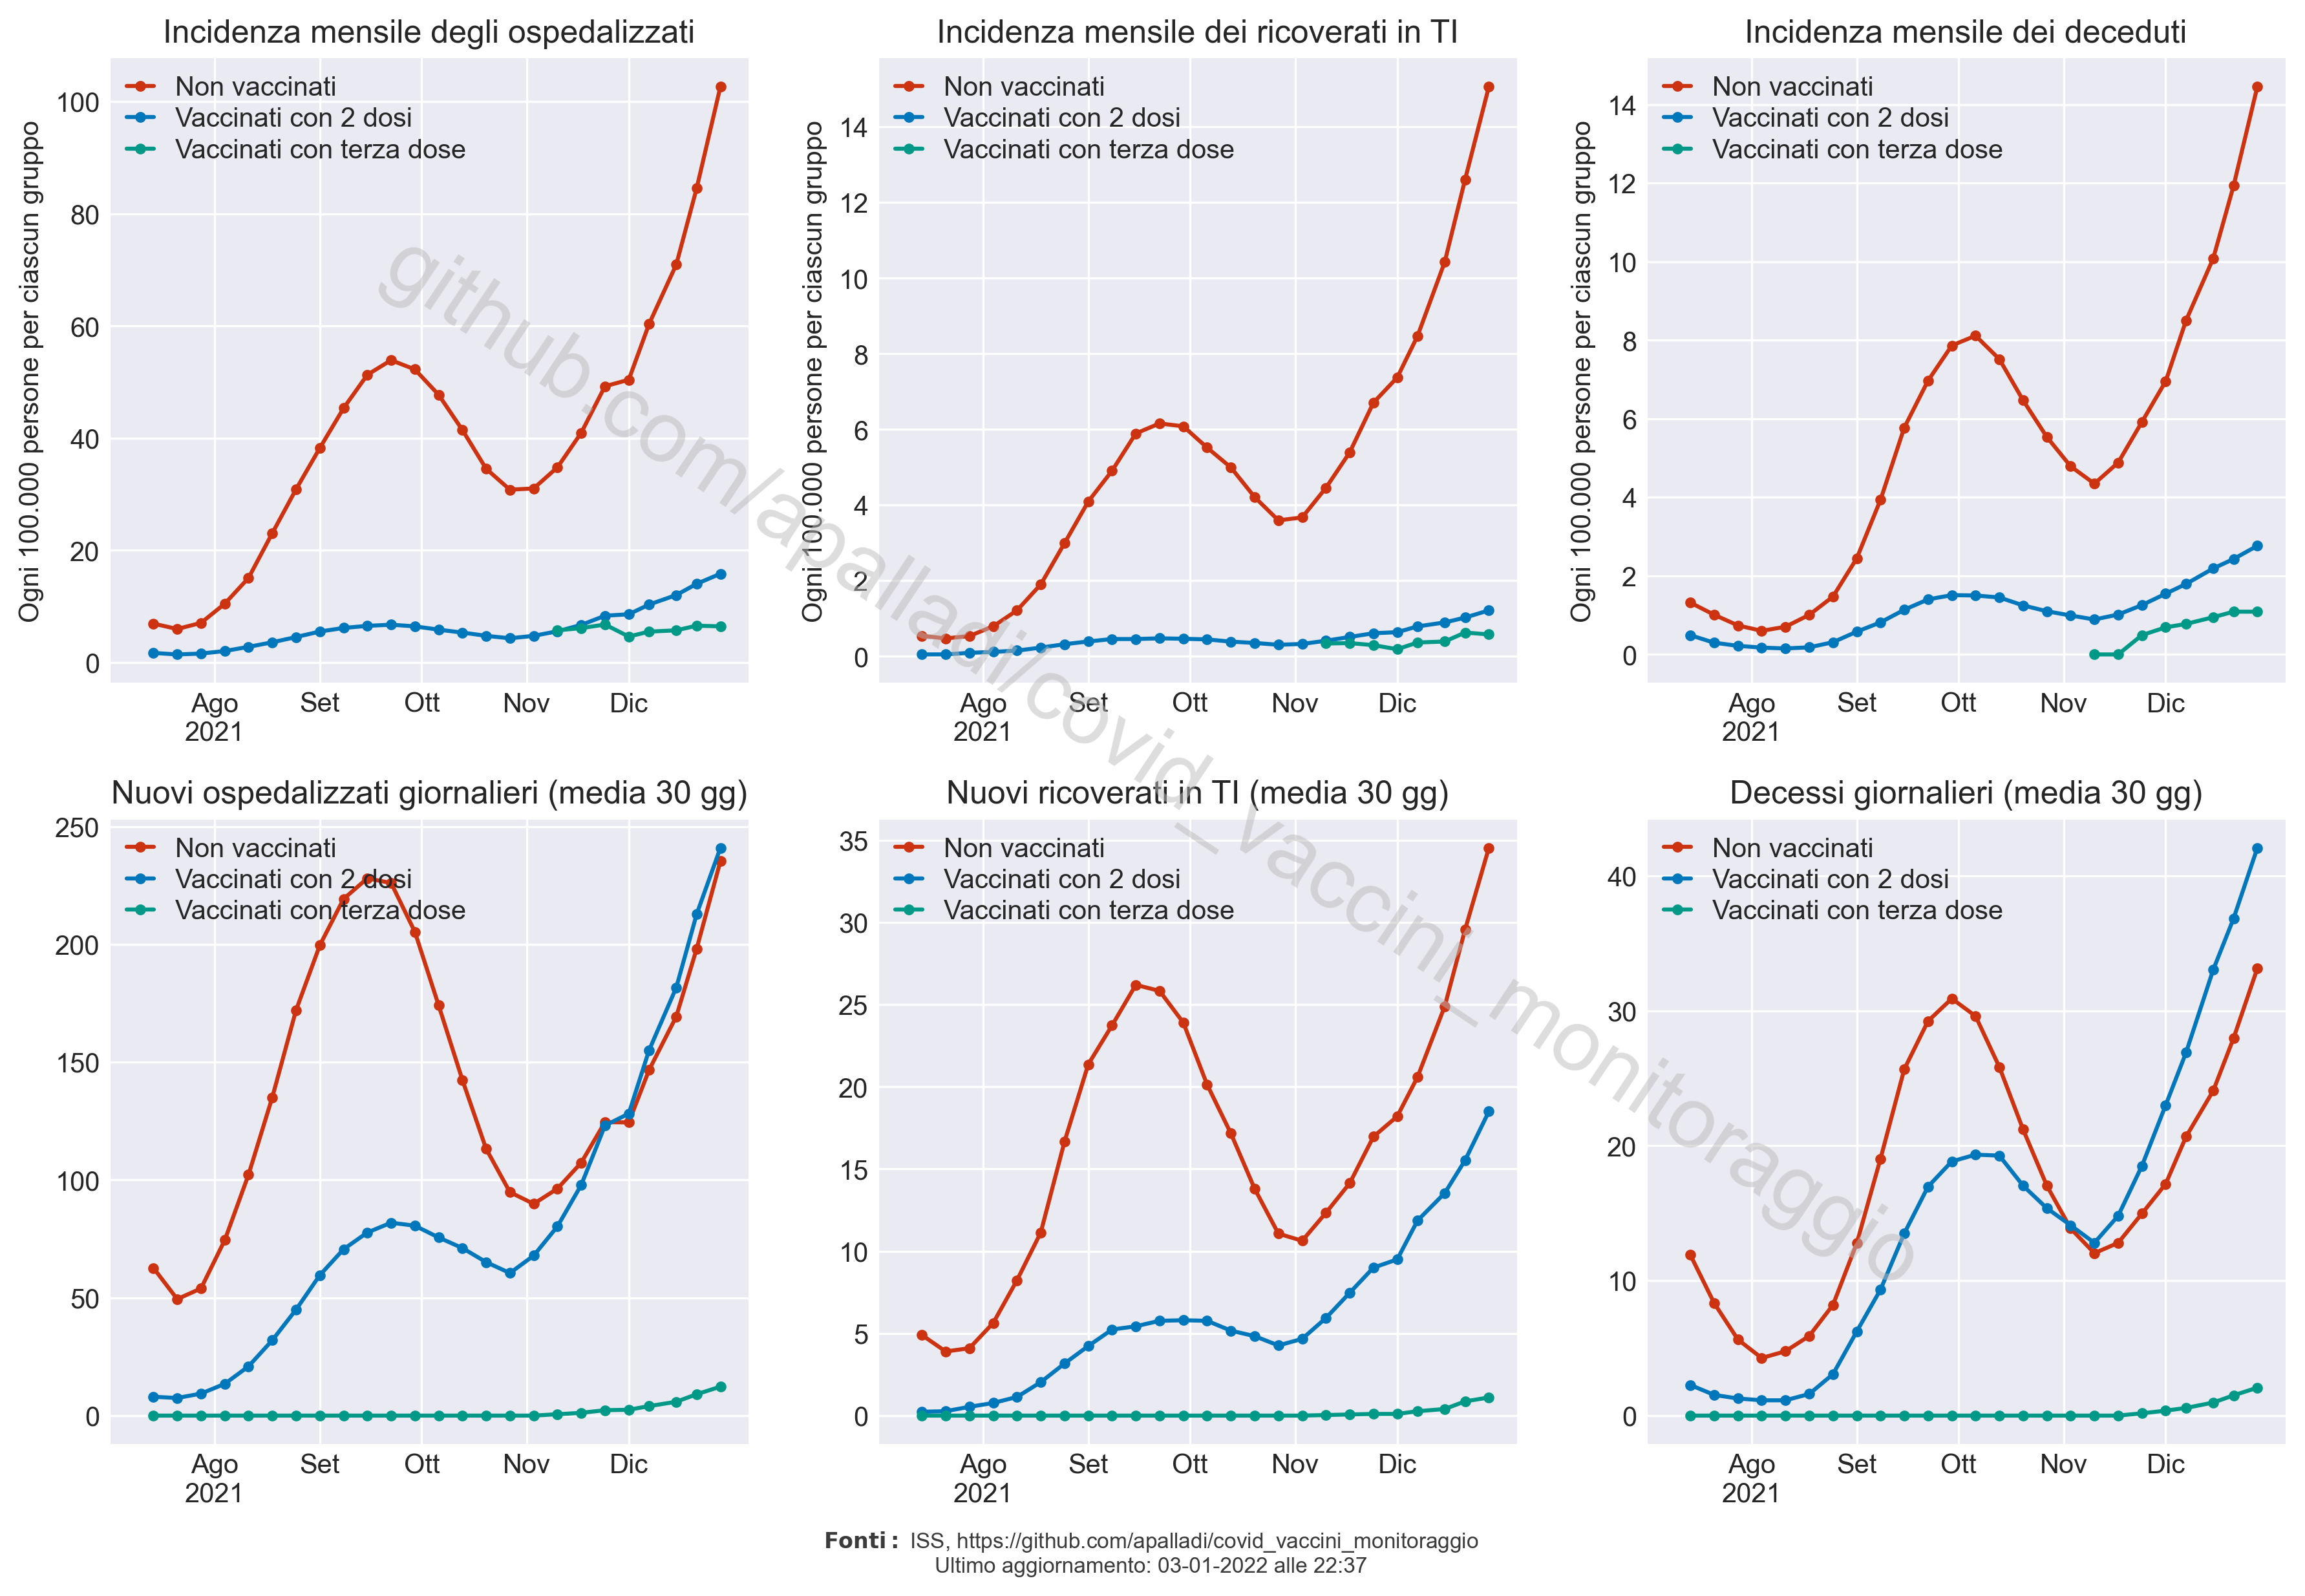 Incidenza mensile degli ospedalizzati
Ogni 100.000 persone per ciascun gruppo
100
80
60
40
20
0
Non vaccinati
Vaccinati con 2 dosi
Vaccinati con terza dose
Ago
2021
Set
Ott
Nov
Dic
Incidenza mensile dei ricoverati in TI
Ogni 100.000 persone per ciascun gruppo
14
12
10
8
6
4
2
0
Non vaccinati
Vaccinati con 2 dosi
Vaccinati con terza dose
Ago
2021
Set
Ott
Nov
Dic
Incidenza mensile dei deceduti
Ogni 100.000 persone per ciascun gruppo
14
12
10
8
6
4
2
0
Non vaccinati
Vaccinati con 2 dosi
Vaccinati con terza dose
Ago
2021
Set
Ott
Nov
Dic
github.com/apalladi/covid_vaccini_monitoraggio
Nuovi ospedalizzati giornalieri (media 30 gg)
250
200
150
100
50
0
Non vaccinati
Vaccinati con 2 dosi
Vaccinati con terza dose
Ago
2021
Set
Ott
Nov
Dic
Nuovi ricoverati in TI (media 30 gg)
35
30
25
20
15
10
5
0
Non vaccinati
Vaccinati con 2 dosi
Vaccinati con terza dose
Ago
2021
Set
Ott
Nov
Dic
Decessi giornalieri (media 30 gg)
40
30
20
10
0
Non vaccinati
Vaccinati con 2 dosi
Vaccinati con terza dose
Ago
2021
Set
Ott
Nov
Dic
Fonti: ISS, https://github.com/apalladi/covid_vaccini_monitoraggio
Ultimo aggiornamento: 03-01-2022 alle 22:37